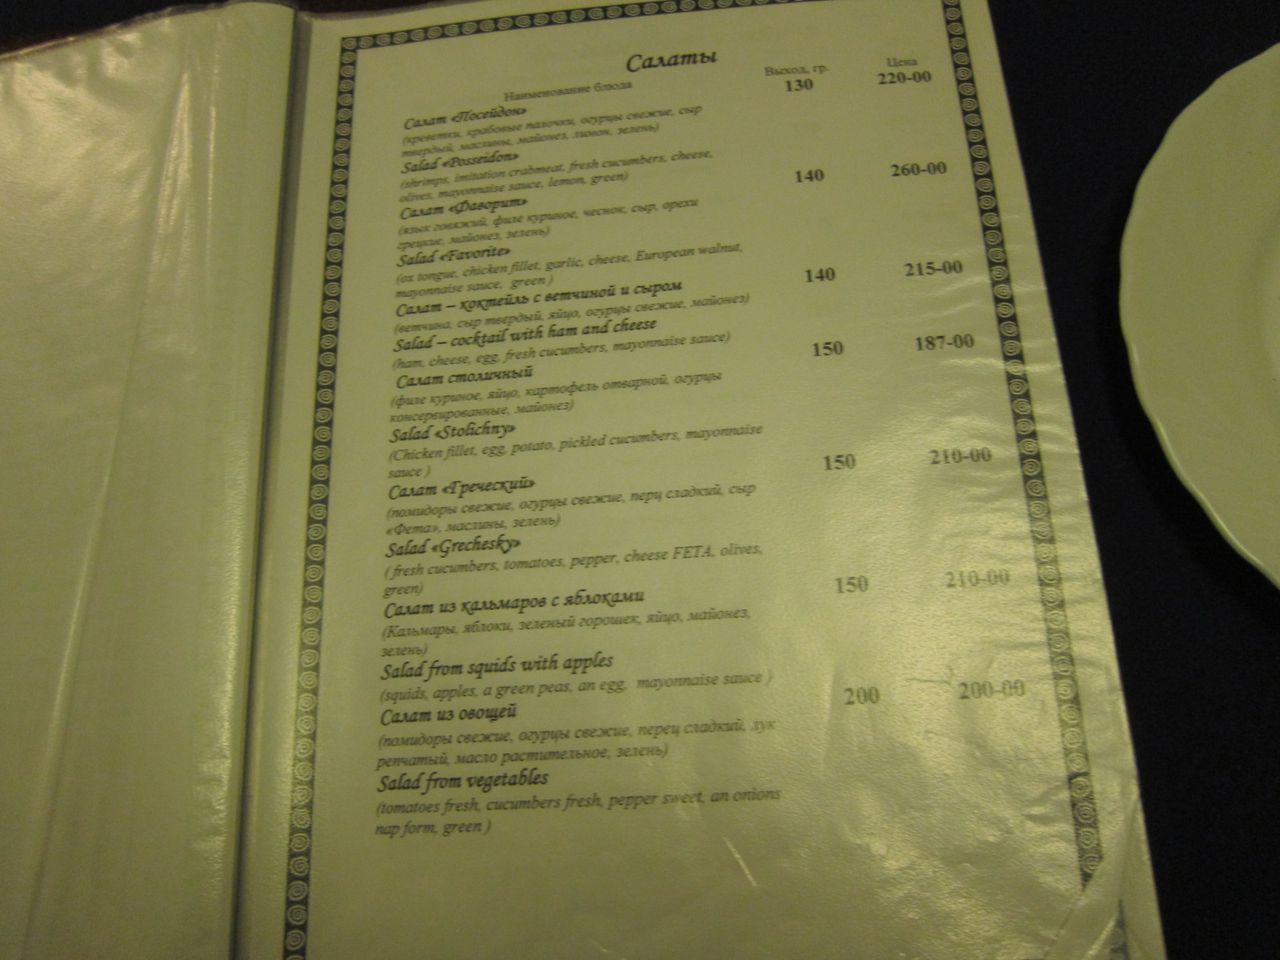 Салаты
Наименование блюда Выход, гр. Цена
Салат «Посейдон» 130 220-00
(креветки, крабовые палочки, огурцы свежие, сыр
твердый, маслины, майонез, лимон, зелень)
Salad «Posseidon»
(shrimps, imitation crabmeat, fresh cucumbers, cheese,
olives, mayonnaise sauce, lemon, green)
Салат «Фаворит» 140 260-00
(язык говяжий, филе куриное, чеснок, сыр, орехи
грецкие, майонез, зелень)
Salad «Favorite»
(ox tongue, chicken fillet, garlic, cheese, European walnut,
mayonnaise sauce, green )
Салат – коктейль с ветчиной и сыром 140 215-00
(ветчина, сыр твердый, яйцо, огурцы свежие, майонез)
Salad – cocktail with ham and cheese
(ham, cheese, egg, fresh cucumbers, mayonnaise sauce)
Салат столичный 150 187-00
(филе куриное, яйцо, картофель отварной, огурцы
консервированные, майонез)
Salad «Stolichny»
(Chicken fillet, egg, potato, pickled cucumbers, mayonnaise
sauce )
Салат «Греческий» 150 210-00
(помидоры свежие, огурцы свежие, перц сладкий, сыр
«Фета», маслины, зелень)
Salad «Grechesky»
( fresh cucumbers, tomatoes, pepper, cheese FETA, olives,
green)
Салат из кальмаров с яблоками 150 210-00
(Кальмары, яблоки, зеленый горошек, яйцо, майонез,
зелень)
Salad from squids with apples
(squids, apples, a green peas, an egg, mayonnaise sauce )
Салат из овощей 200 200-00
(помидоры свежие, огурцы свежие, перец сладкий, лук
репчатый, масло растительное, зелень)
Salad from vegetables
(tomatoes fresh, cucumbers fresh, pepper sweet, an onions
nap form, green )